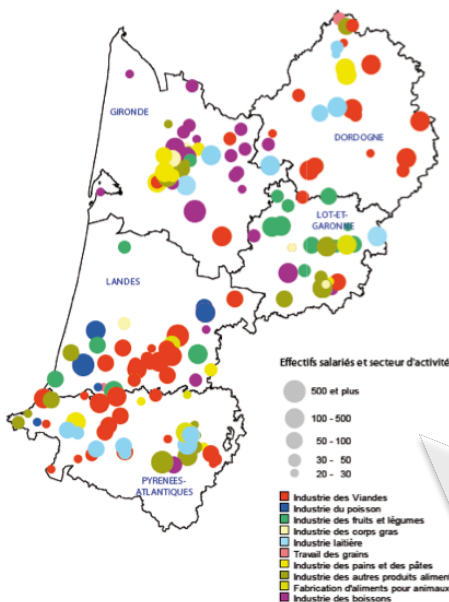 GIRONDE
DORDOGNE
LOT-ET-
GARONNE
LANDES
PYRENEES-
ATLANTIQUES
Effectifs salariés et secteur d'activité
500 et plus
100 - 500
50 - 100
30 - 50
20 - 30
Industrie des Viandes
Industrie du poisson
Industrie des fruits et légumes
Industrie des corps gras
Industrie laitière
Travail des grains
Industrie des pains et des pâtes
Industrie des autres produits aliment
Fabrication d'aliments pour animaux
Industrie des boissons